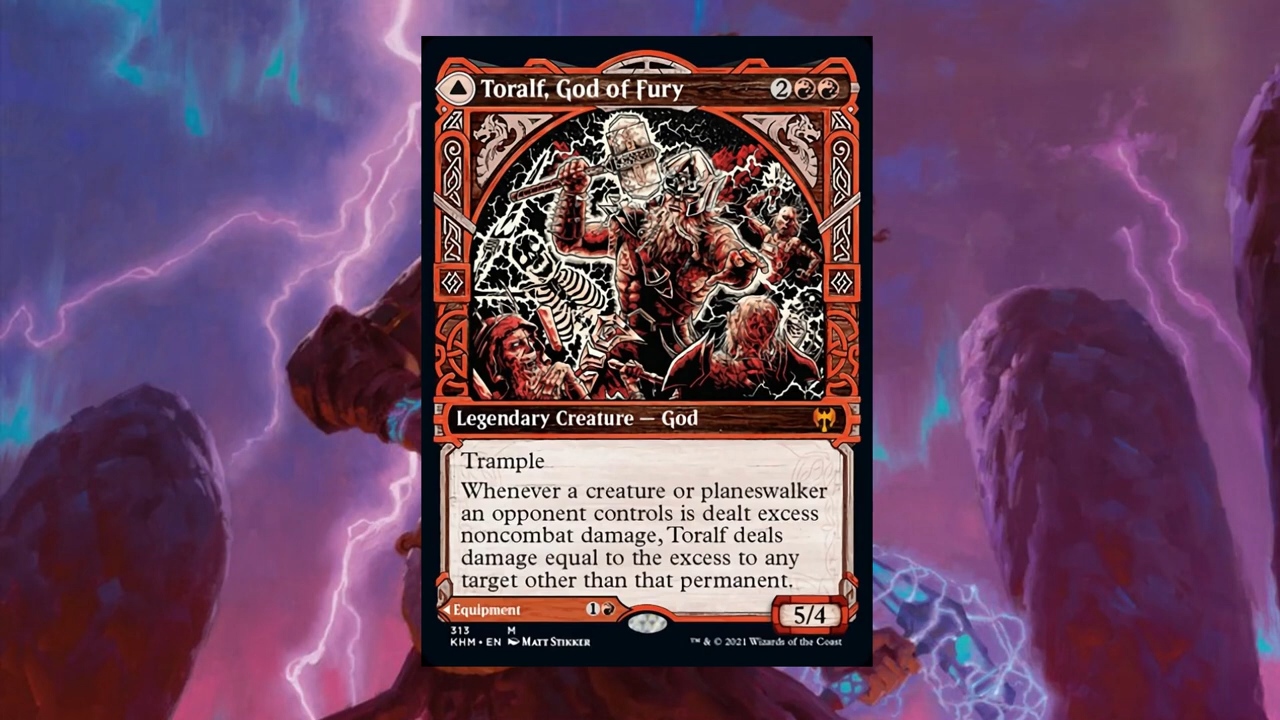 Toralf, God of Fury 2
Legendary Creature — God
Trample
Whenever a creature or planeswalker
an opponent controls is dealt excess
noncombat damage, Toralf deals
damage equal to the excess to any
target other than that permanent.
Equipment 1
5/4
313 M
KHM • EN MATT STIKKER
™ & © 2021 Wizards of the Coast